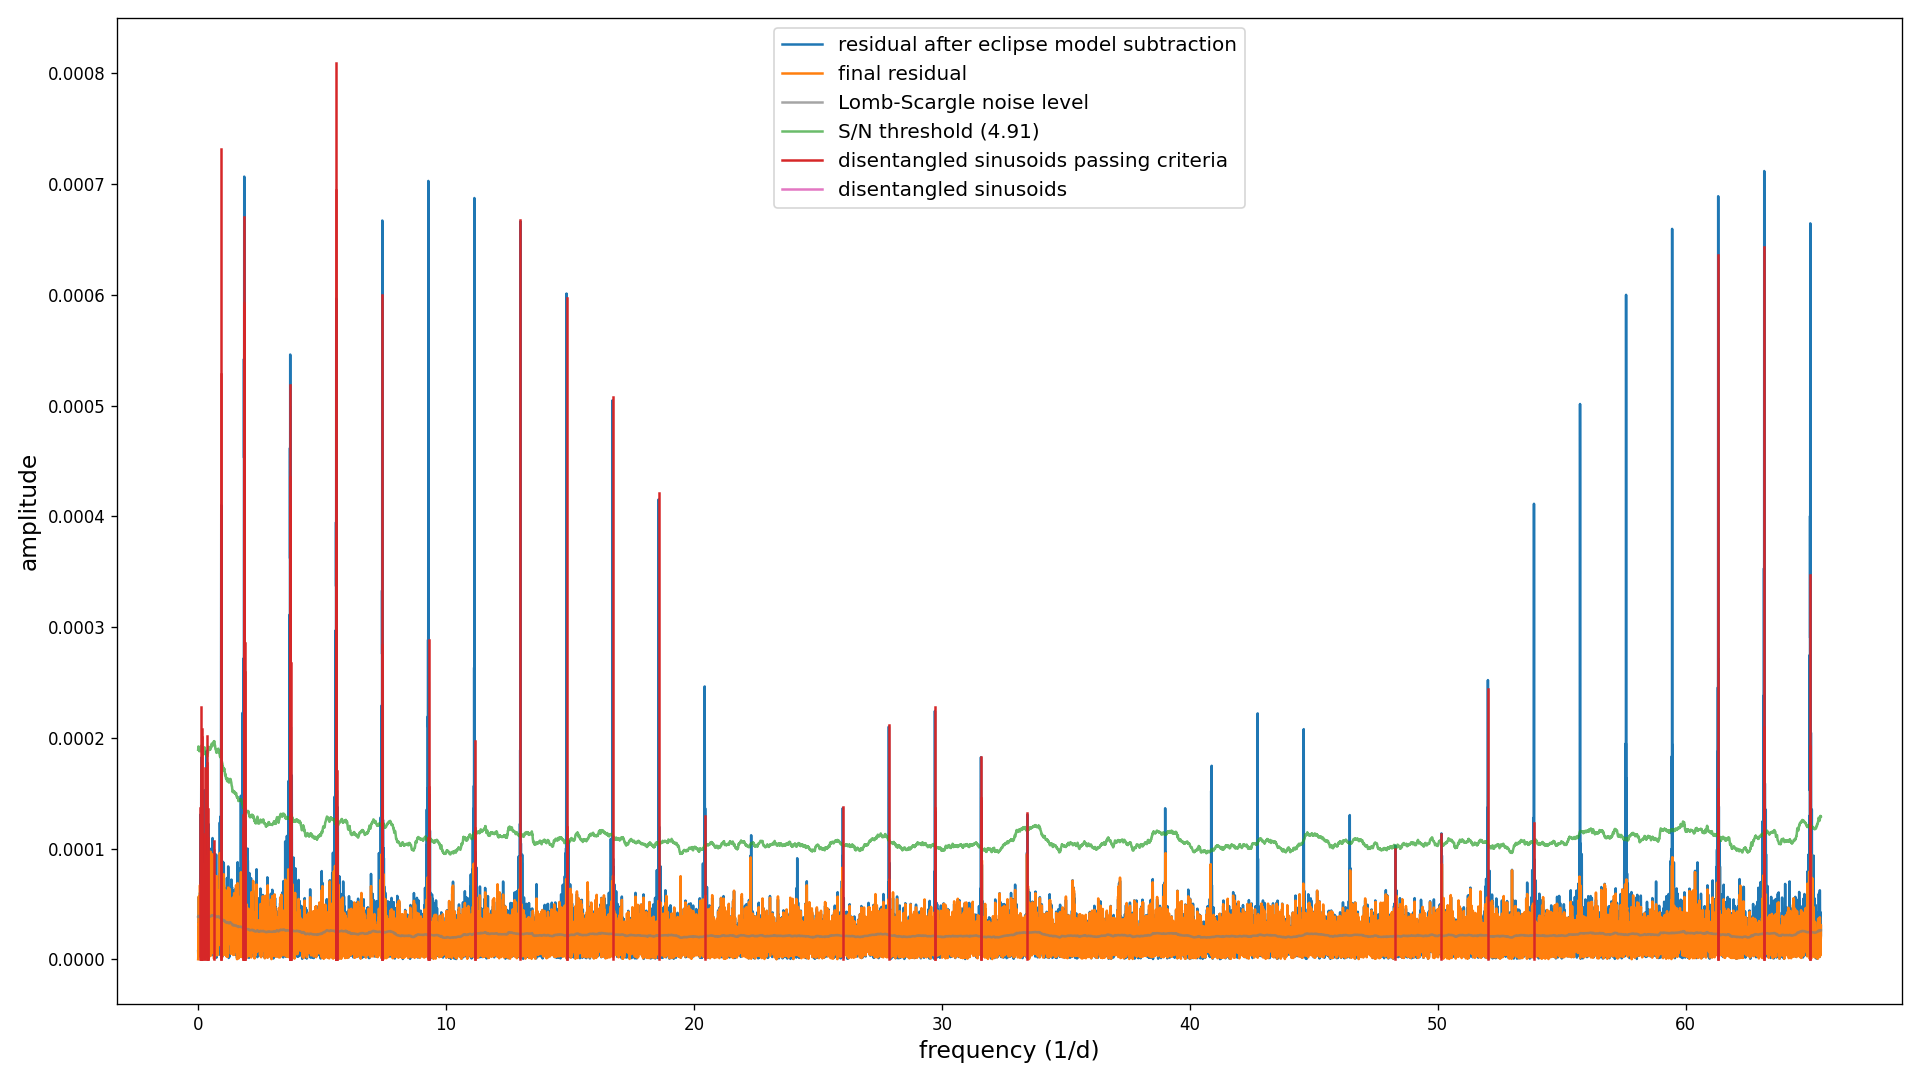 residual after eclipse model subtraction
final residual
Lomb-Scargle noise level
S/N threshold (4.91)
disentangled sinusoids passing criteria
disentangled sinusoids
0.0008
0.0007
0.0006
0.0005
0.0004
0.0003
0.0002
0.0001
0.0000
amplitude
0 10 20 30 40 50 60
frequency (1/d)